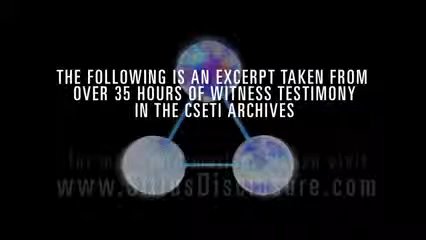 THE FOLLOWING IS AN EXCERPT TAKEN FROM
OVER 35 HOURS OF WITNESS TESTIMONY
IN THE CSETI ARCHIVES
visit
www.SiriusDisclosure.com